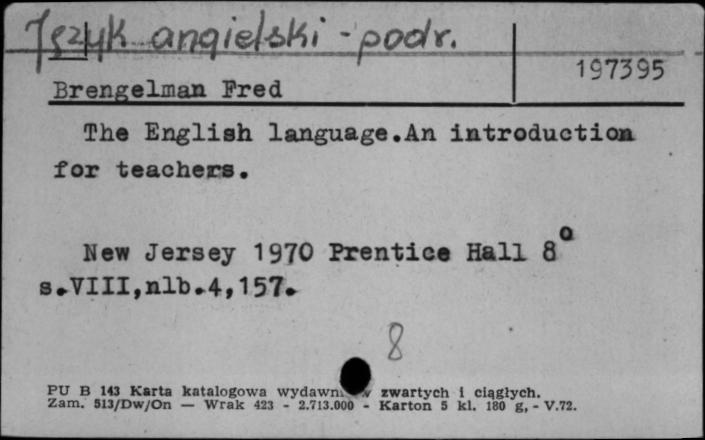 Język angielski - podr.
197395
Brengelman Fred
The English language.An introduction
for teachers.
New Jersey 1970 Prentice Hall 8°
s.VIII,nlb.4,157.
8
PU B 143 Karta katalogowa zwartych i ciągłych.
Zam. 513/Dw/On — Wrak 423 - 2.713.000 - Karton 5 kl. 180 g, - V.72.